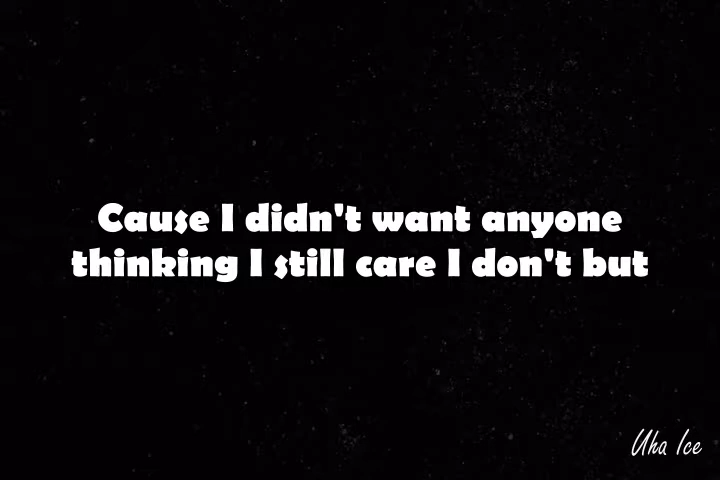 Cause I didn't want anyone
thinking I still care I don't but
Uha Ice